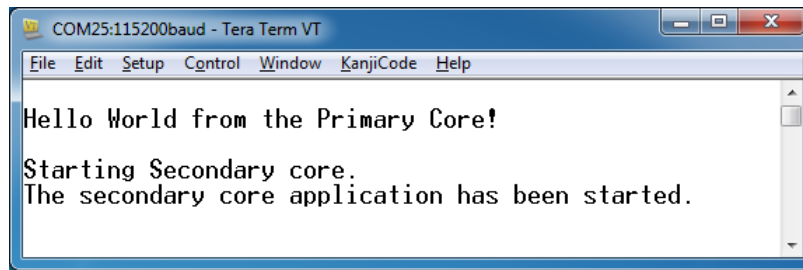 COM25:115200baud - Tera Term VT
File Edit Setup Control Window KanjiCode Help
Hello World from the Primary Core!
Starting Secondary core.
The secondary core application has been started.